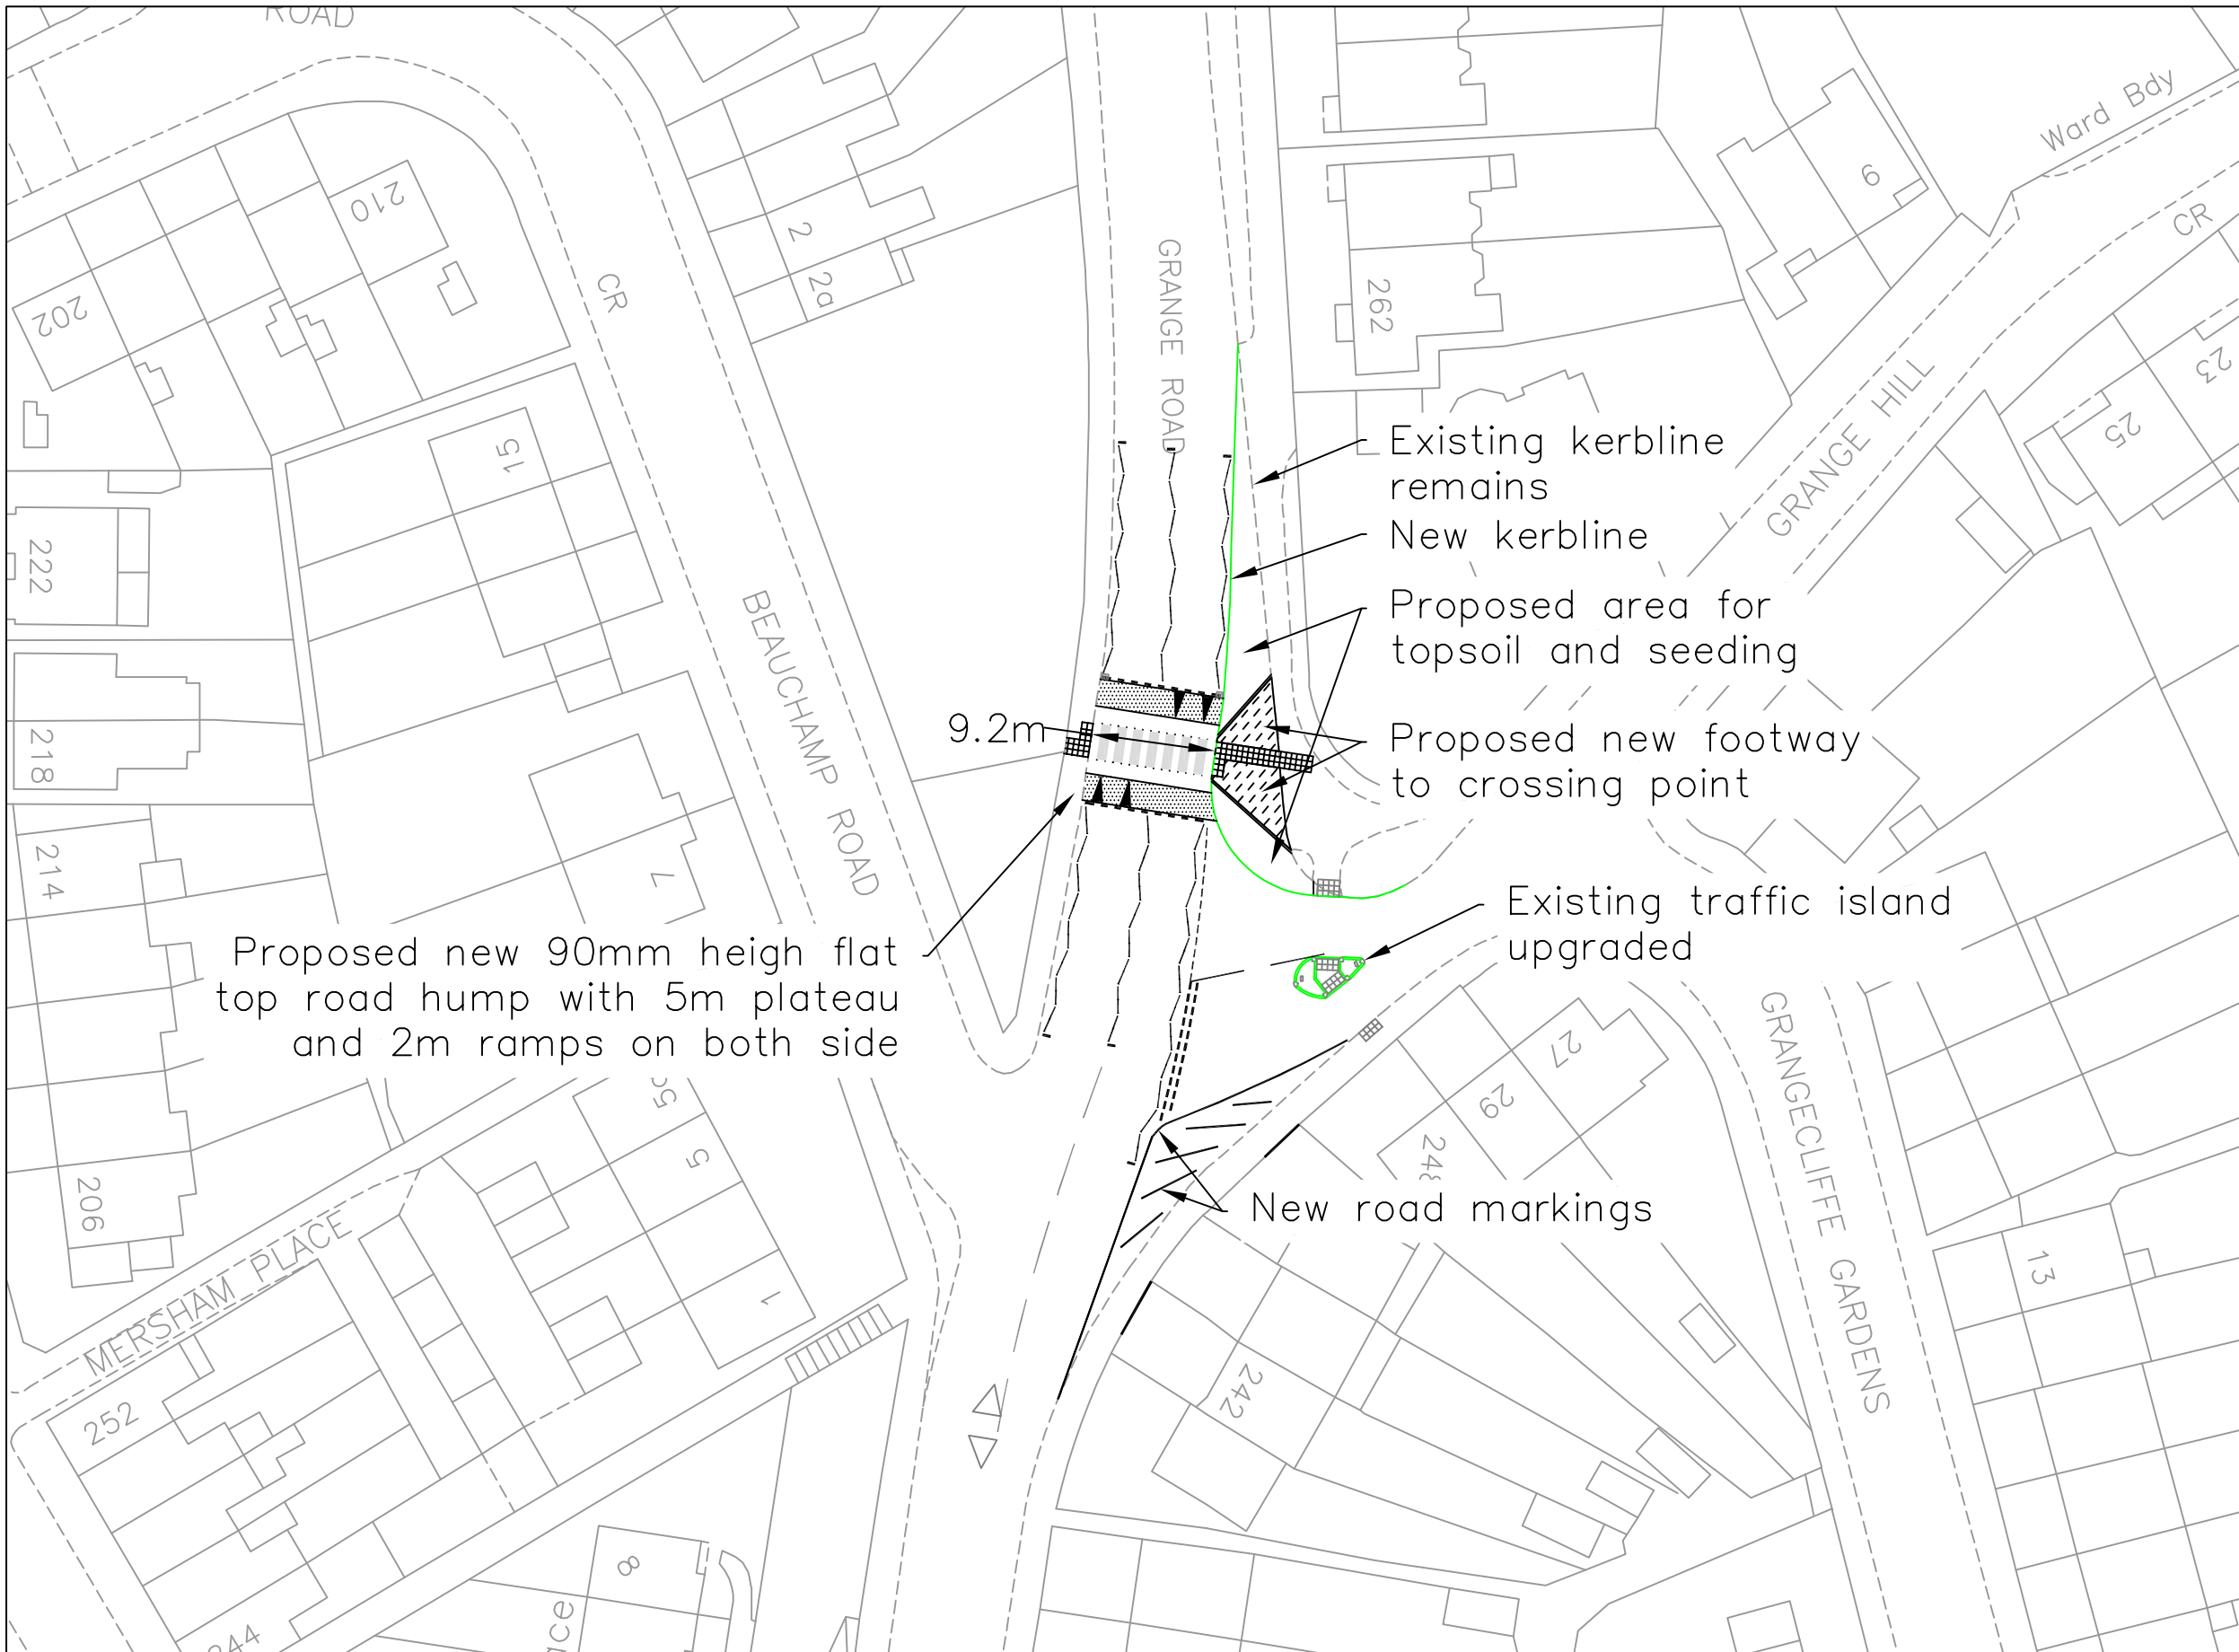 ROAD
Ward Bdy
9
CR
210
202
2
2a
GRANGE ROAD
262
CR
23
25
GRANGE HILL
15
Existing kerbline
remains
New kerbline
Proposed area for
topsoil and seeding
222
BEAUCHAMP ROAD
218
9.2m
Proposed new footway
to crossing point
214
7
Existing traffic island
upgraded
Proposed new 90mm heigh flat
top road hump with 5m plateau
and 2m ramps on both side
GRANGECLIFFE GARDENS
27
29
5
206
New road markings
MERSHAM PLACE
1
13
242
252
8